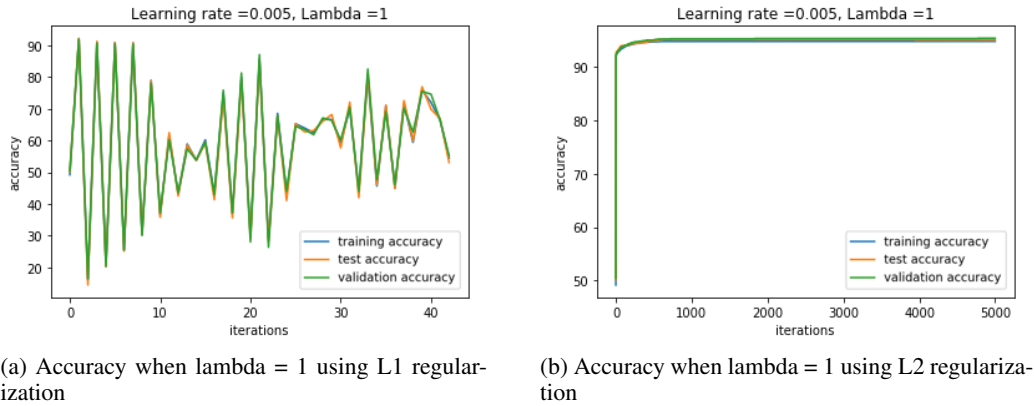 Learning rate =0.005, Lambda =1
accuracy
90
80
70
60
50
40
30
20
0
10
20
30
40
iterations
training accuracy
test accuracy
validation accuracy
(a) Accuracy when lambda = 1 using L1 regular-
ization
Learning rate =0.005, Lambda =1
accuracy
90
80
70
60
50
0
1000
2000
3000
4000
5000
iterations
training accuracy
test accuracy
validation accuracy
(b) Accuracy when lambda = 1 using L2 regulariza-
tion